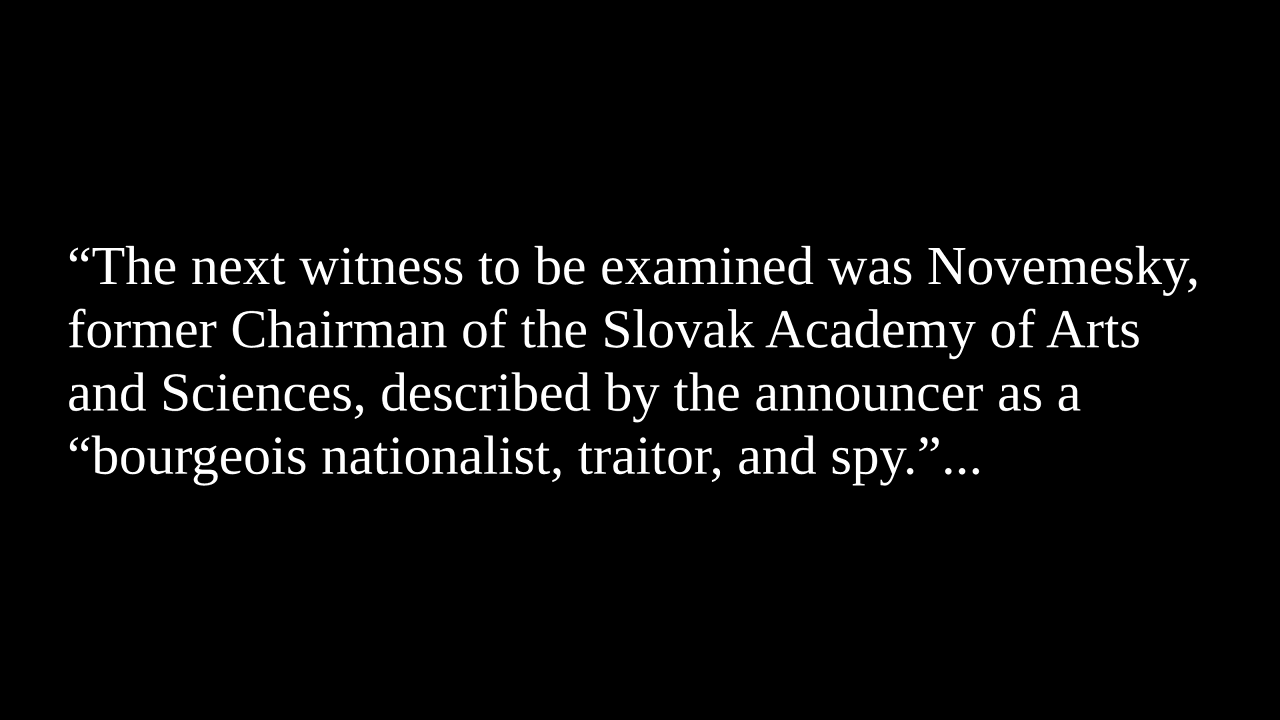 “The next witness to be examined was Novemesky,
former Chairman of the Slovak Academy of Arts
and Sciences, described by the announcer as a
“bourgeois nationalist, traitor, and spy.”...